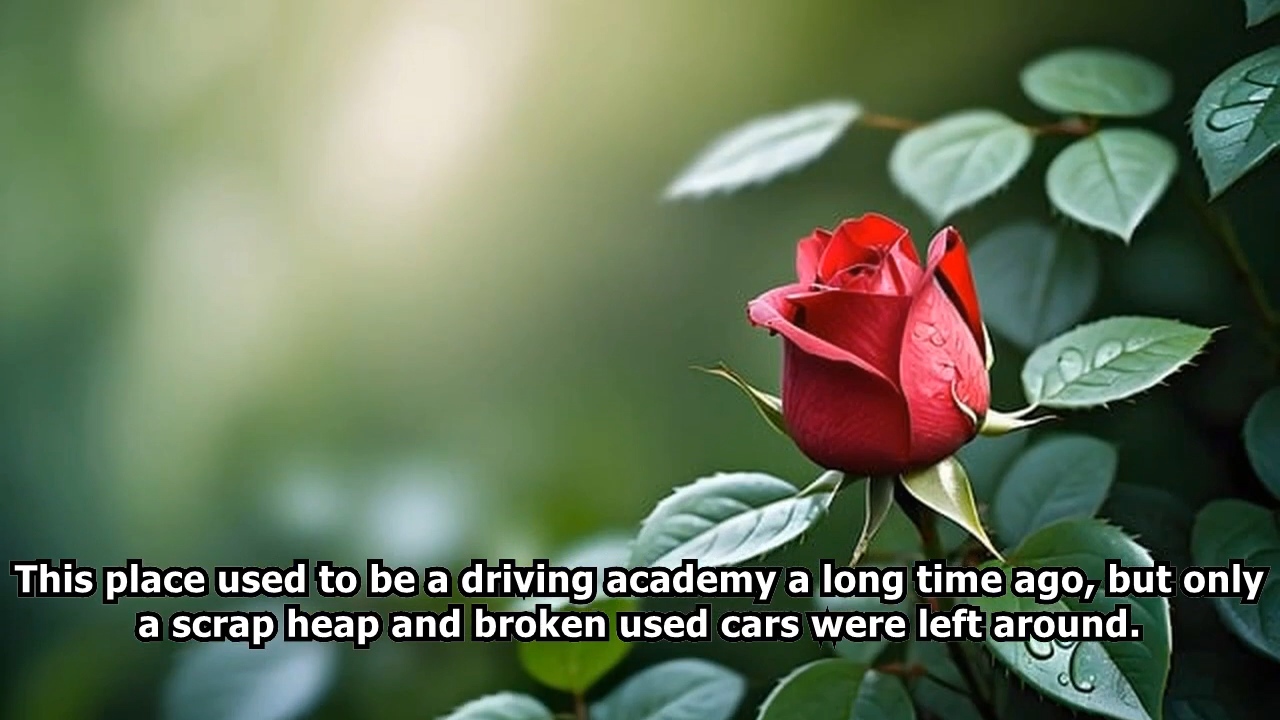 This place used to be a driving academy a long time ago, but only
a scrap heap and broken used cars were left around.